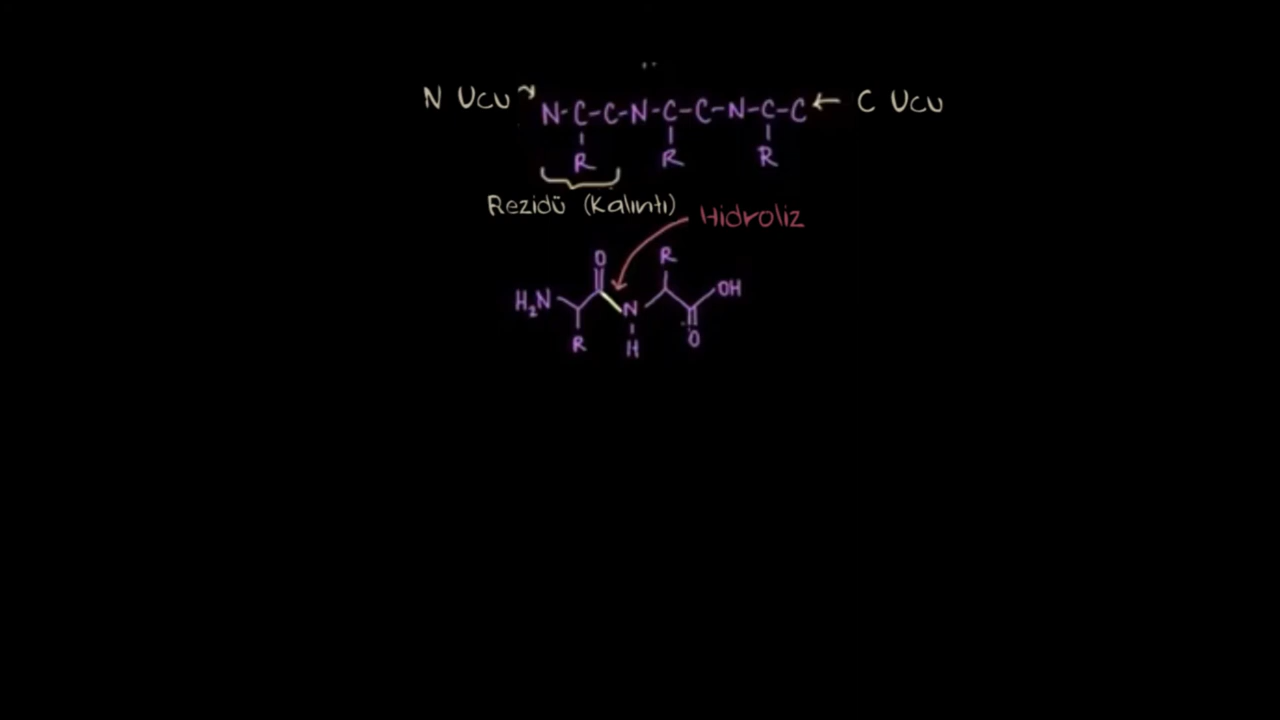 N Ucu N-C-C-N-C-C-N-C-C C Ucu
R R R
Rezidü (Kalıntı) Hidroliz
O R
H₂N N OH
R H O